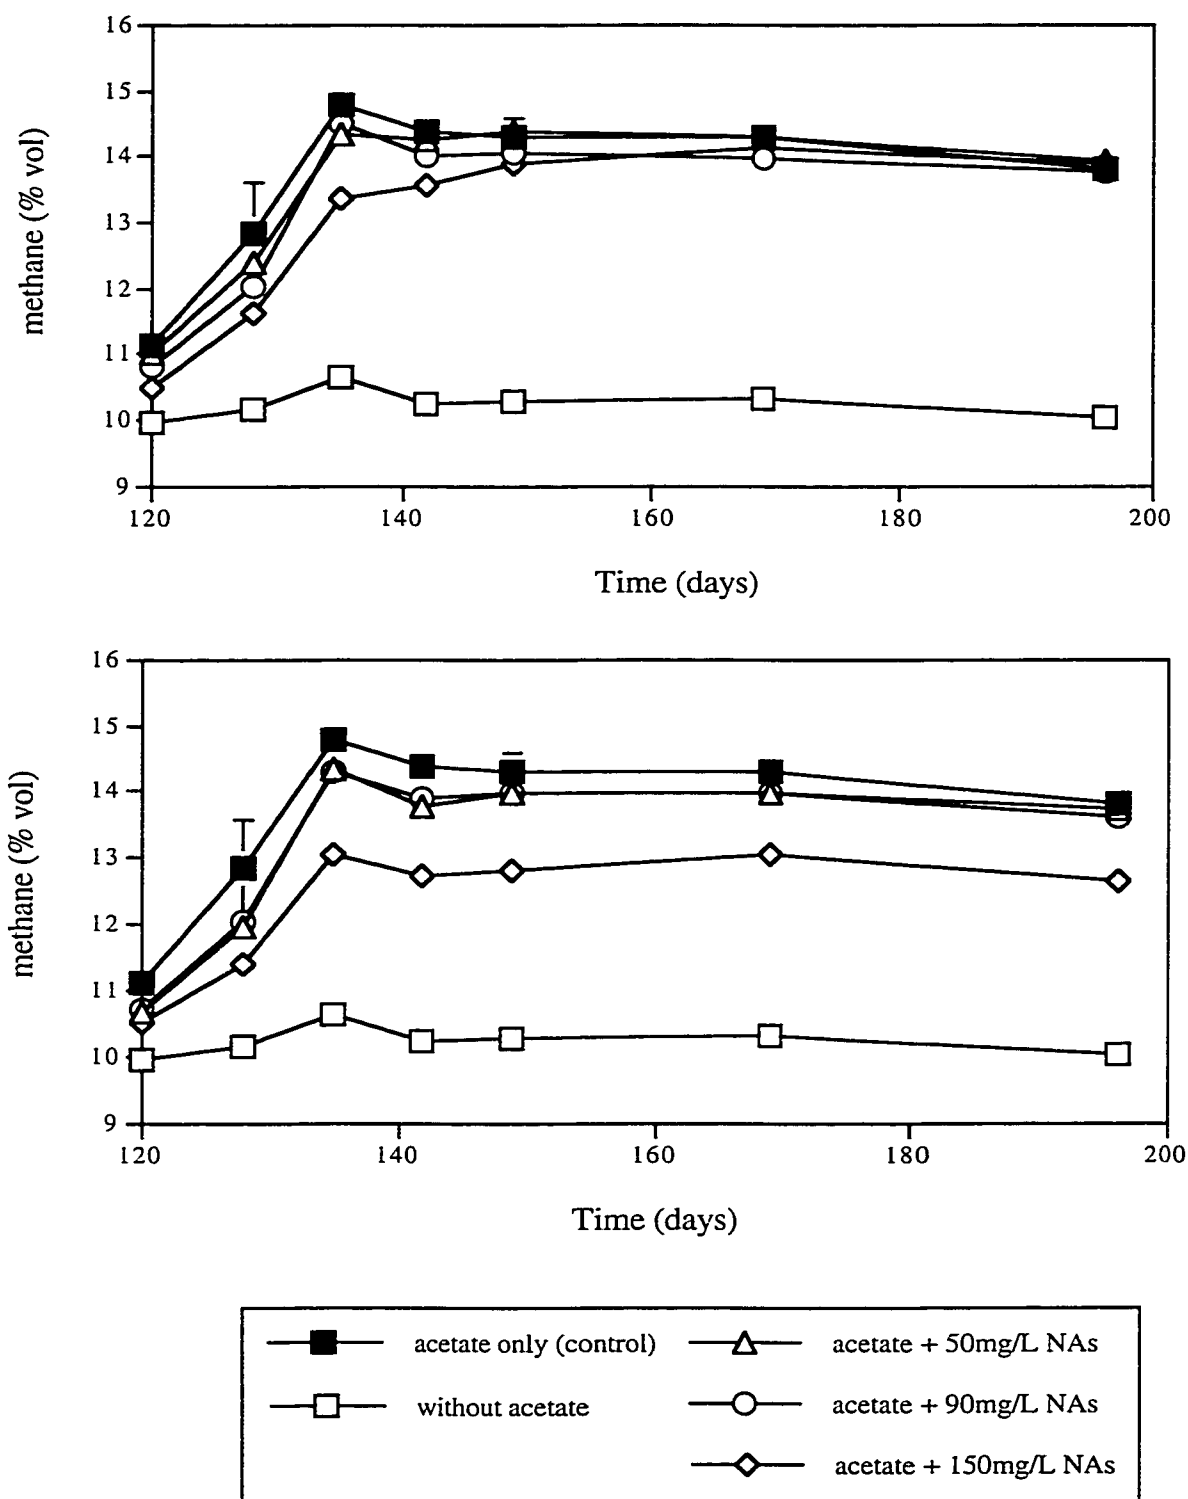 16
15
14
13
12
11
10
9
methane (% vol)
120 140 160 180 200
Time (days)
16
15
14
13
12
11
10
9
methane (% vol)
120 140 160 180 200
Time (days)
acetate only (control) acetate + 50mg/L NAs
without acetate acetate + 90mg/L NAs
acetate + 150mg/L NAs